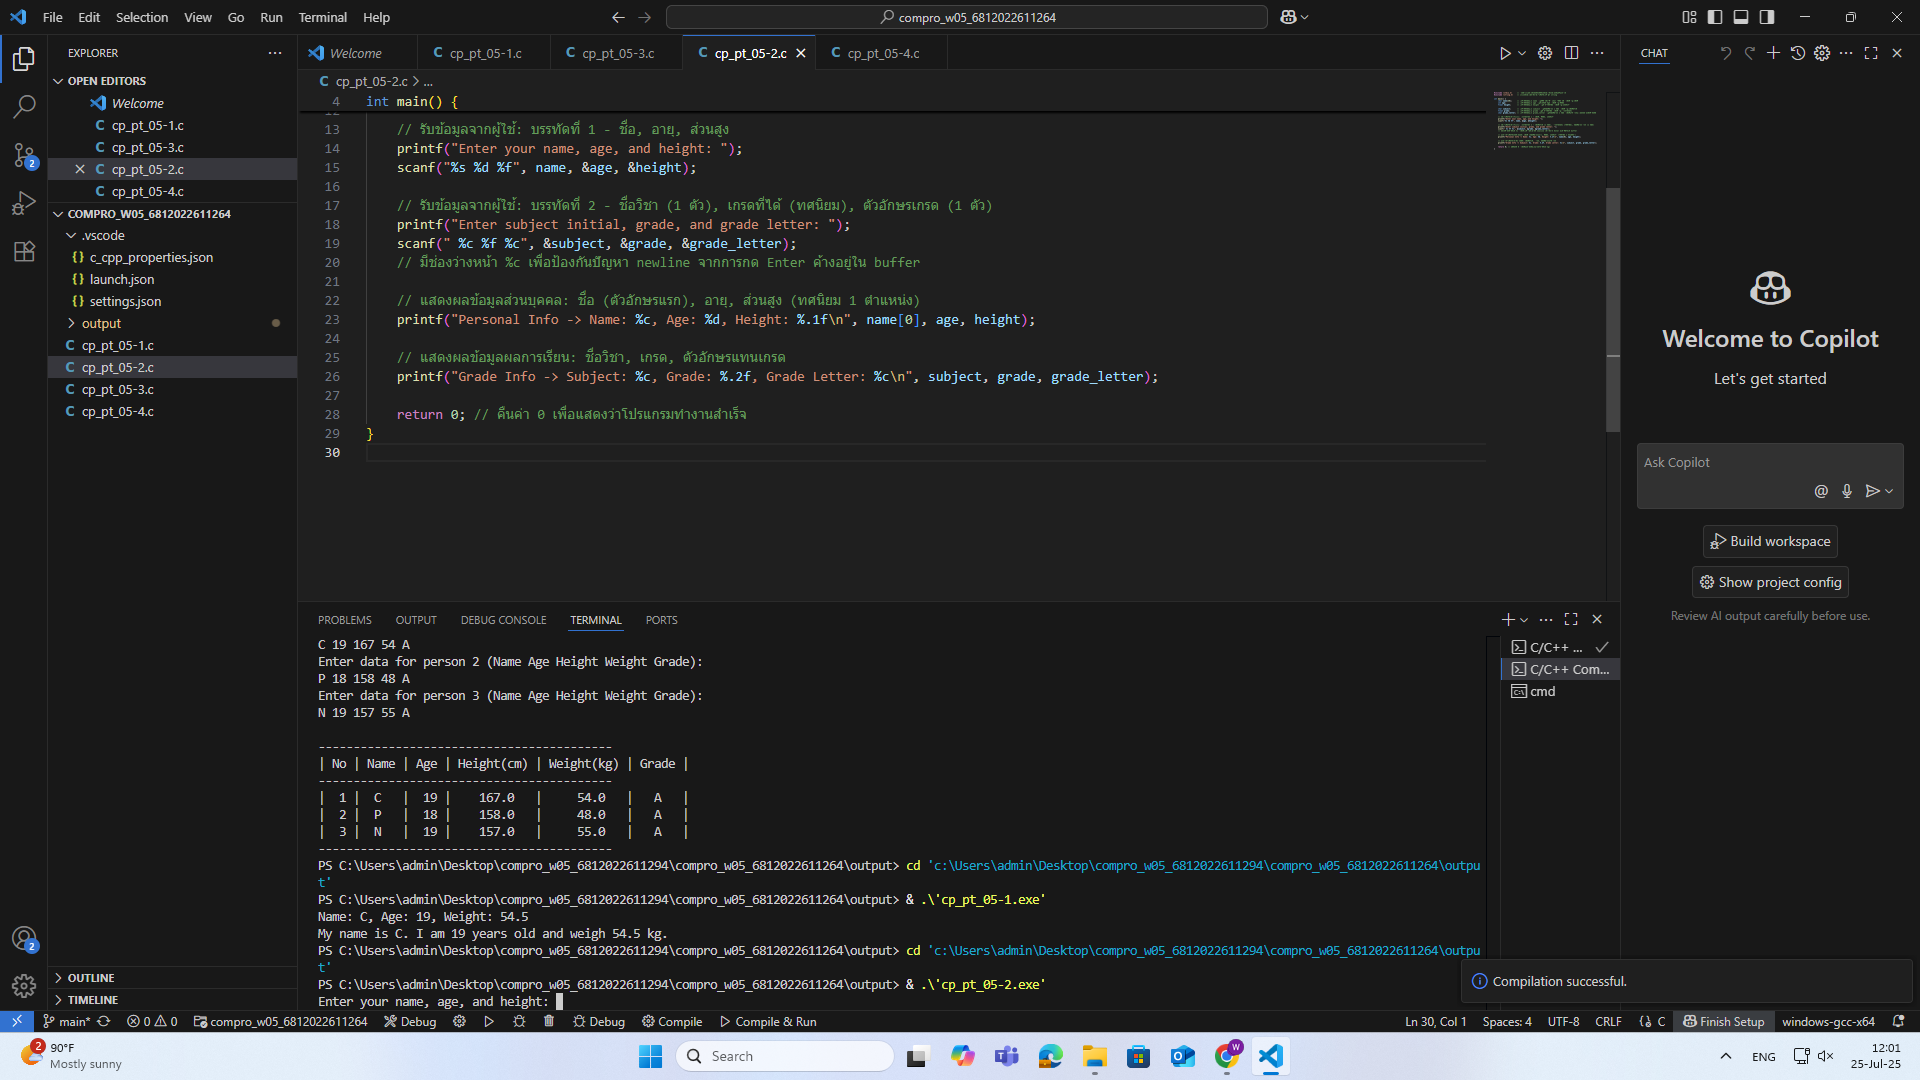 File Edit Selection View Go Run Terminal Help
compro_w05_6812022611264
EXPLORER
OPEN EDITORS
Welcome
cp_pt_05-1.c
cp_pt_05-3.c
cp_pt_05-2.c
cp_pt_05-4.c
COMPRO_W05_6812022611264
.vscode
c_cpp_properties.json
launch.json
settings.json
output
cp_pt_05-1.c
cp_pt_05-2.c
cp_pt_05-3.c
cp_pt_05-4.c
OUTLINE
TIMELINE
Welcome cp_pt_05-1.c cp_pt_05-3.c cp_pt_05-2.c cp_pt_05-4.c
cp_pt_05-2.c > ...
4 int main() {
13 // รับข้อมูลจากผู้ใช้: บรรทัดที่ 1 - ชื่อ, อายุ, ส่วนสูง
14 printf("Enter your name, age, and height: ");
15 scanf("%s %d %f", name, &age, &height);
16
17 // รับข้อมูลจากผู้ใช้: บรรทัดที่ 2 - ชื่อวิชา (1 ตัว), เกรดที่ได้ (ทศนิยม), ตัวอักษรเกรด (1 ตัว)
18 printf("Enter subject initial, grade, and grade letter: ");
19 scanf(" %c %f %c", &subject, &grade, &grade_letter);
20 // มีช่องว่างหน้า %c เพื่อป้องกันปัญหา newline จากการกด Enter ค้างอยู่ใน buffer
21
22 // แสดงผลข้อมูลส่วนบุคคล: ชื่อ (ตัวอักษรแรก), อายุ, ส่วนสูง (ทศนิยม 1 ตำแหน่ง)
23 printf("Personal Info -> Name: %c, Age: %d, Height: %.1f\n", name[0], age, height);
24
25 // แสดงผลข้อมูลผลการเรียน: ชื่อวิชา, เกรด, ตัวอักษรแทนเกรด
26 printf("Grade Info -> Subject: %c, Grade: %.2f, Grade Letter: %c\n", subject, grade, grade_letter);
27
28 return 0; // คืนค่า 0 เพื่อแสดงว่าโปรแกรมทำงานสำเร็จ
29 }
30
PROBLEMS OUTPUT DEBUG CONSOLE TERMINAL PORTS
C 19 167 54 A
Enter data for person 2 (Name Age Height Weight Grade):
P 18 158 48 A
Enter data for person 3 (Name Age Height Weight Grade):
N 19 157 55 A
------------------------------------------
| No | Name | Age | Height(cm) | Weight(kg) | Grade |
------------------------------------------
| 1 | C | 19 | 167.0 | 54.0 | A |
| 2 | P | 18 | 158.0 | 48.0 | A |
| 3 | N | 19 | 157.0 | 55.0 | A |
------------------------------------------
PS C:\Users\admin\Desktop\compro_w05_6812022611294\compro_w05_6812022611264\output> cd 'c:\Users\admin\Desktop\compro_w05_6812022611294\compro_w05_6812022611264\outpu
t'
PS C:\Users\admin\Desktop\compro_w05_6812022611294\compro_w05_6812022611264\output> & .\'cp_pt_05-1.exe'
Name: C, Age: 19, Weight: 54.5
My name is C. I am 19 years old and weigh 54.5 kg.
PS C:\Users\admin\Desktop\compro_w05_6812022611294\compro_w05_6812022611264\output> cd 'c:\Users\admin\Desktop\compro_w05_6812022611294\compro_w05_6812022611264\outpu
t'
PS C:\Users\admin\Desktop\compro_w05_6812022611294\compro_w05_6812022611264\output> & .\'cp_pt_05-2.exe'
Enter your name, age, and height:
C/C++ ...
C/C++ Com...
cmd
CHAT
Welcome to Copilot
Let's get started
Ask Copilot
Build workspace
Show project config
Review AI output carefully before use.
Compilation successful.
main* 0 0 compro_w05_6812022611264 Debug Debug Compile Compile & Run
Ln 30, Col 1 Spaces: 4 UTF-8 CRLF {} C Finish Setup windows-gcc-x64
2
90°F
Mostly sunny
Search
W
ENG
12:01
25-Jul-25